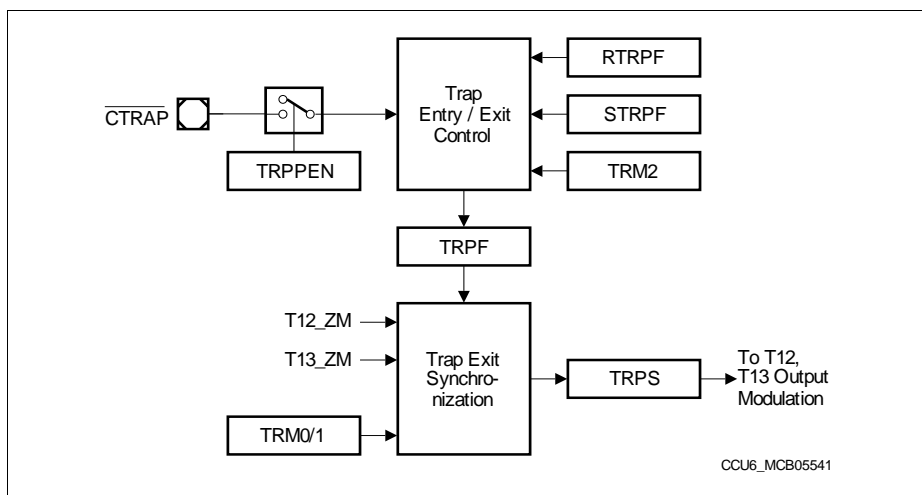 CTRAP
TRPPEN
Trap
Entry / Exit
Control
RTRPF
STRPF
TRM2
TRPF
T12_ZM
T13_ZM
TRM0/1
Trap Exit
Synchro-
nization
TRPS
To T12,
T13 Output
Modulation
CCU6_MCB05541